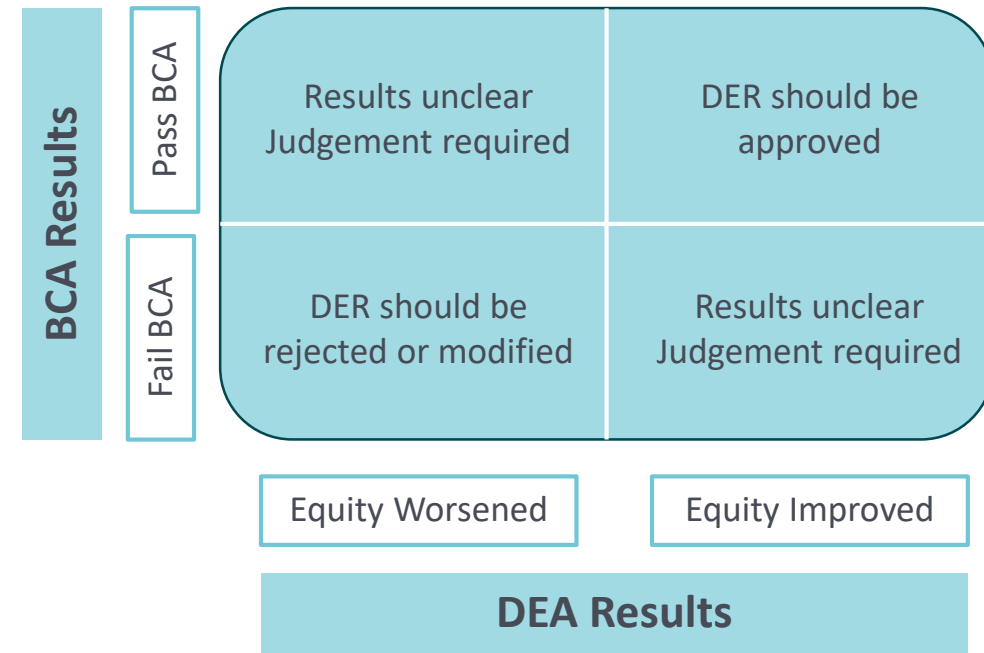 BCA Results
Pass BCA
Results unclear
Judgement required
DER should be
approved
Fail BCA
DER should be
rejected or modified
Results unclear
Judgement required
Equity Worsened
Equity Improved
DEA Results